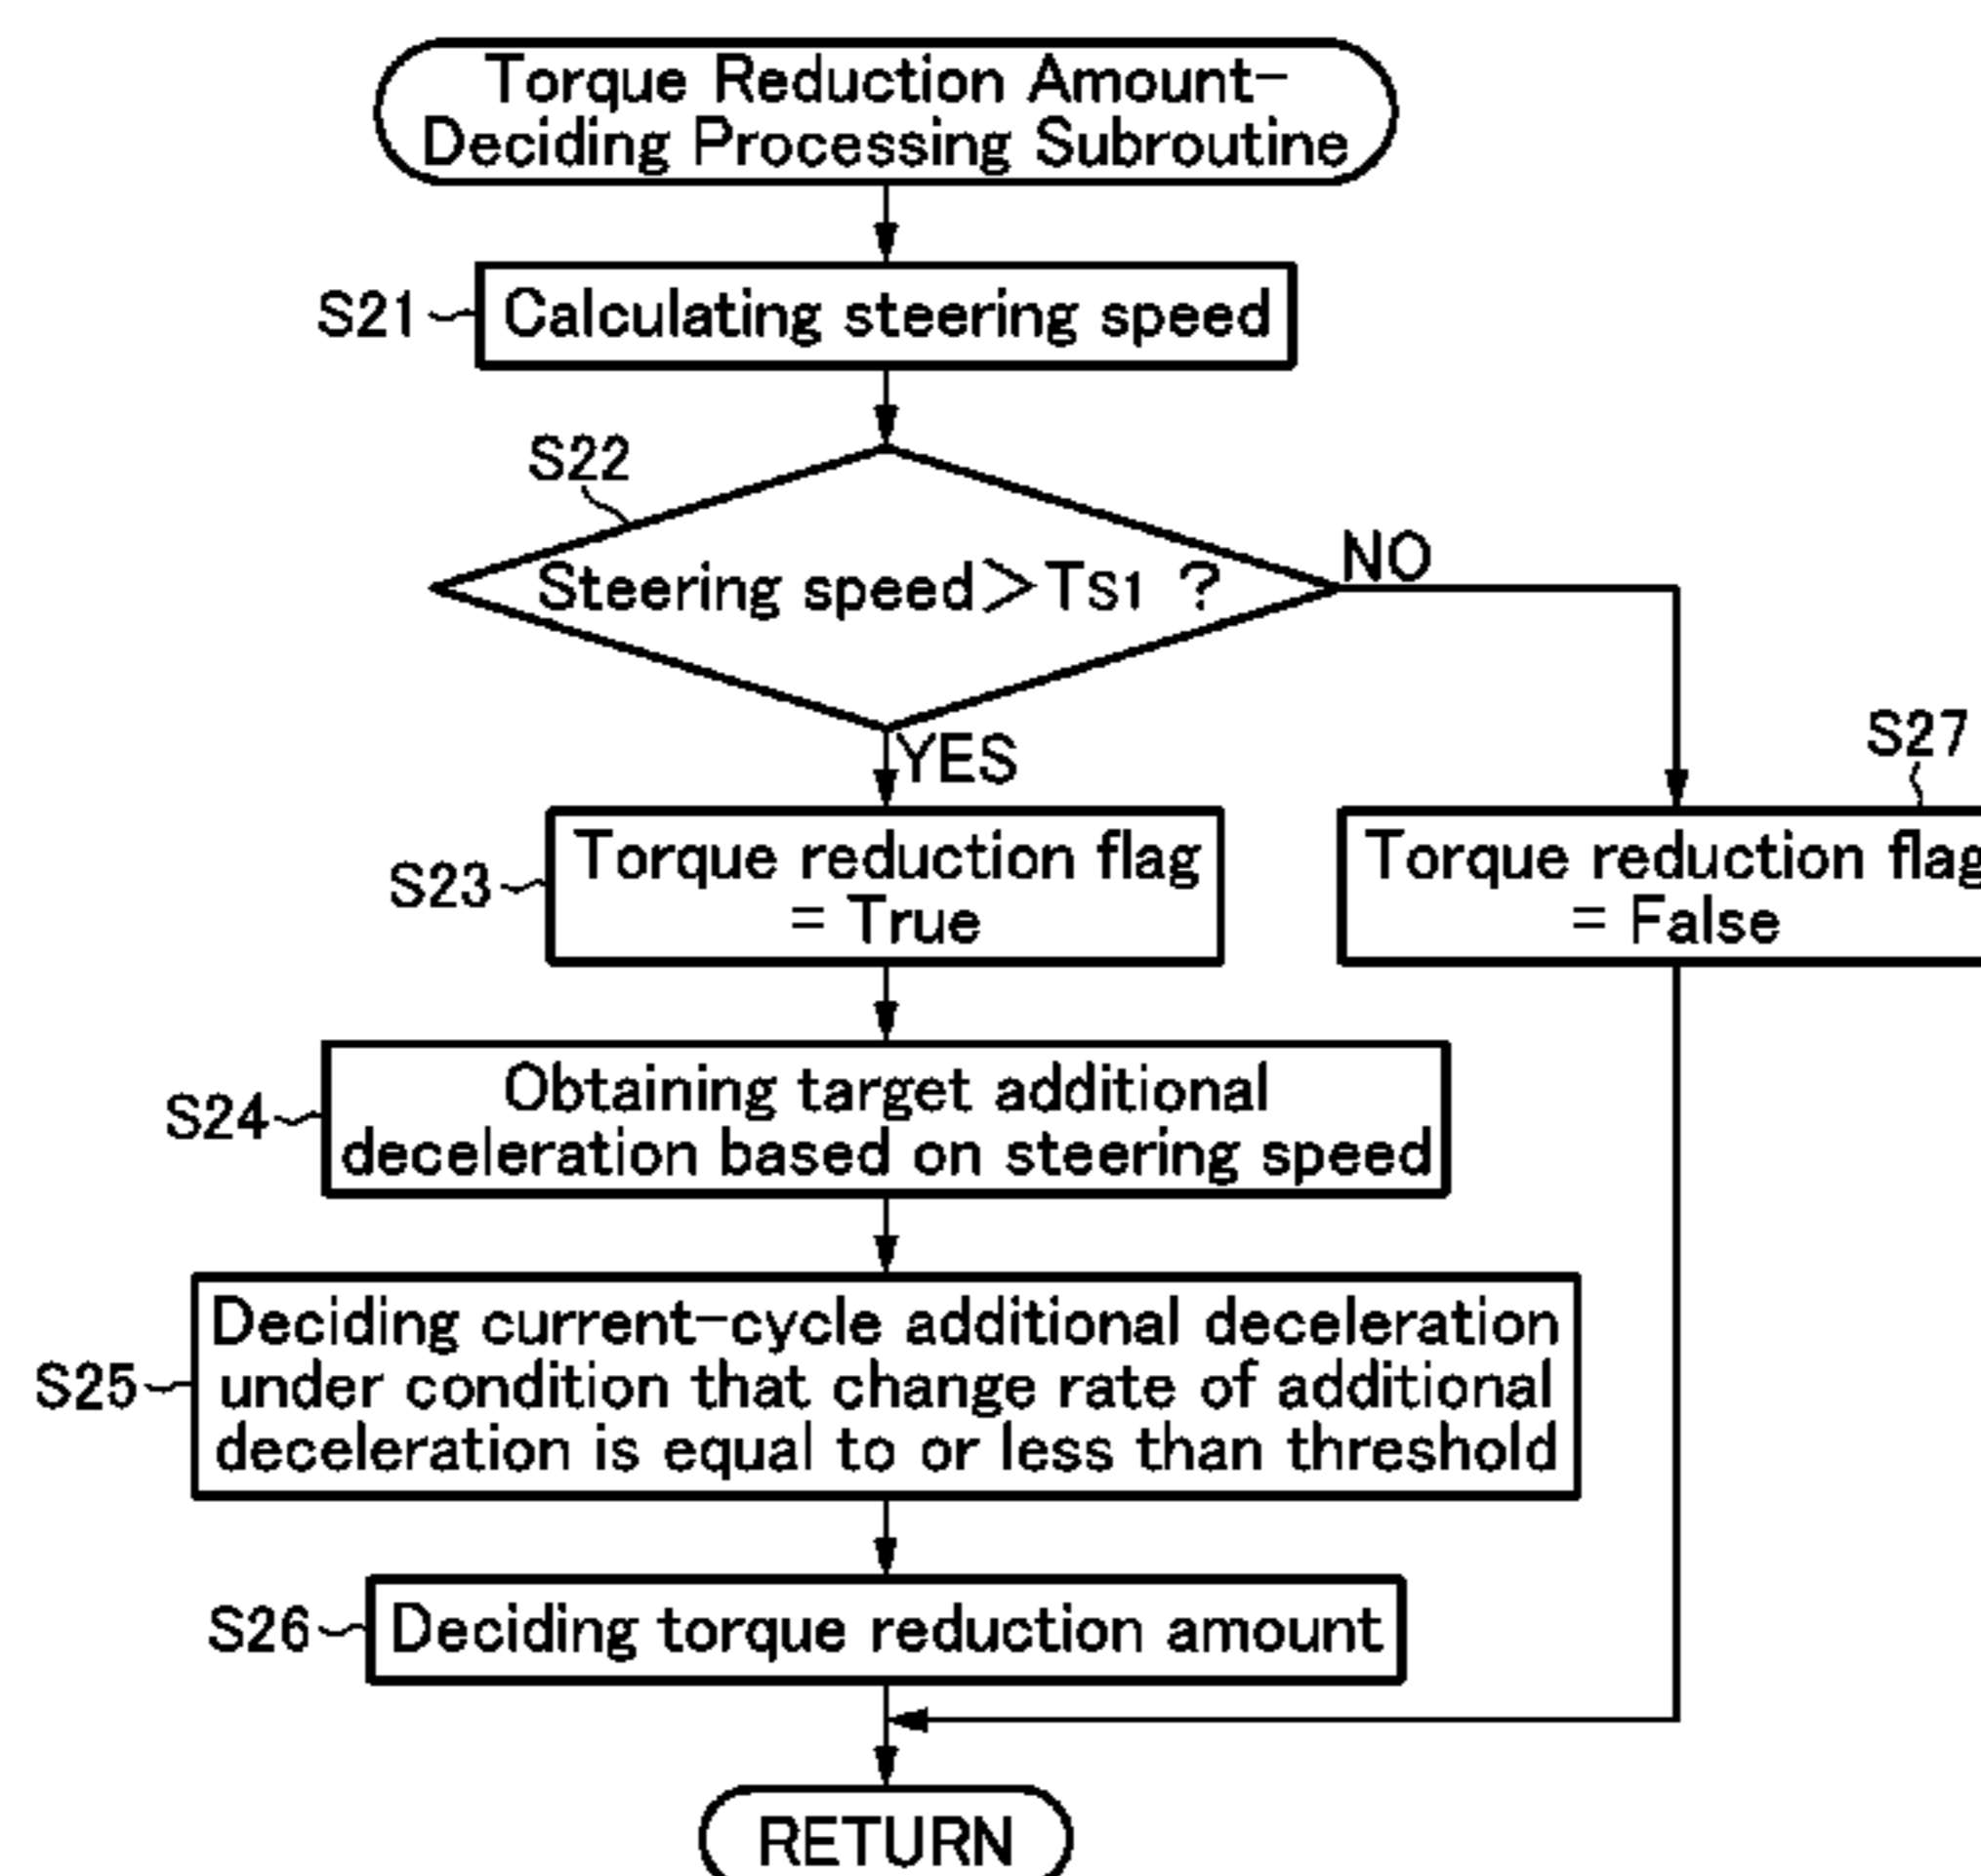 Torque Reduction Amount-
Deciding Processing Subroutine
S21
Calculating steering speed
S22
Steering speed>TS1 ?
NO
YES
S27
S23
Torque reduction flag
= True
Torque reduction flag
= False
S24
Obtaining target additional
deceleration based on steering speed
S25
Deciding current-cycle additional deceleration
under condition that change rate of additional
deceleration is equal to or less than threshold
S26
Deciding torque reduction amount
RETURN